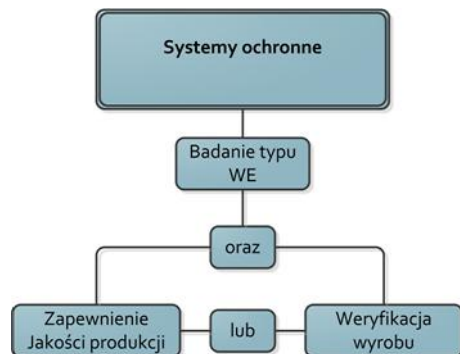 Systemy ochronne
Badanie typu
WE
oraz
Zapewnienie
Jakości produkcji
lub
Weryfikacja
wyrobu